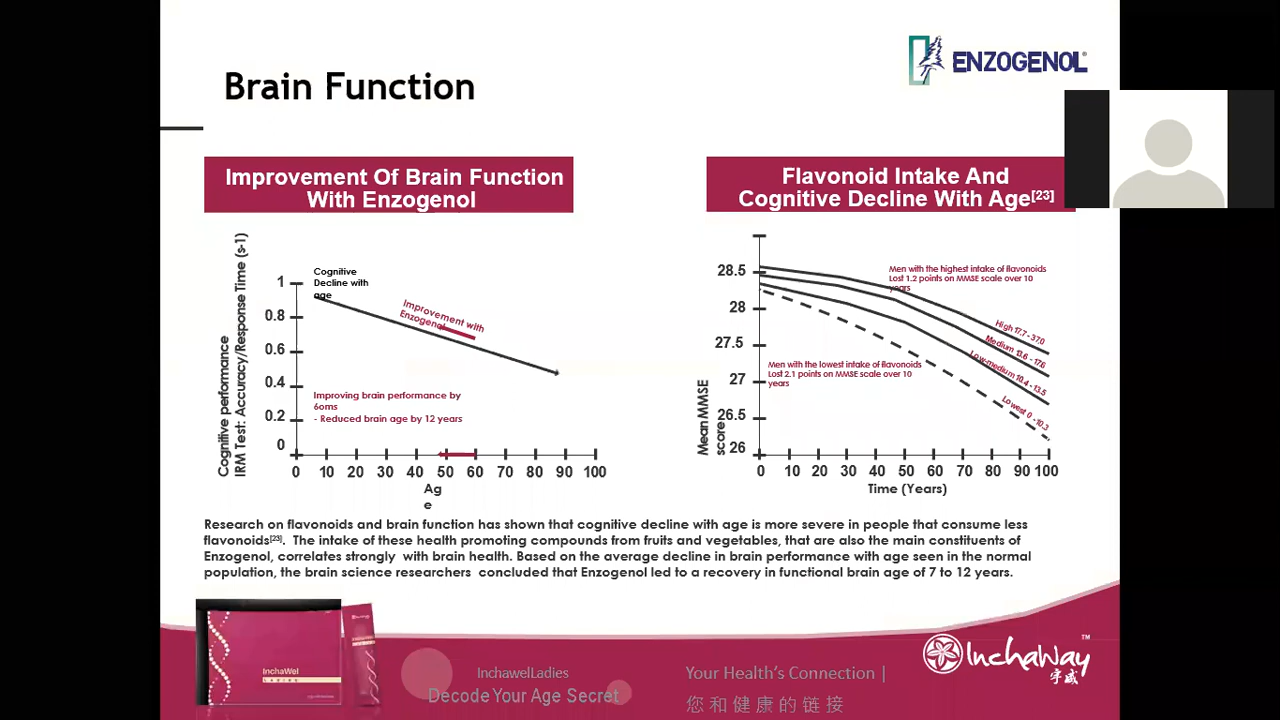 Brain Function
ENZOGENOL®
Improvement Of Brain Function
With Enzogenol
Cognitive performance
IRM Test: Accuracy/Response Time (s-1)
1
0.8
0.6
0.4
0.2
0
Cognitive
Decline with
age
Improvement with
Enzogenol
Improving brain performance by
6oms
- Reduced brain age by 12 years
0 10 20 30 40 50 60 70 80 90 100
Ag
e
Flavonoid Intake And
Cognitive Decline With Age[23]
Mean MMSE
score
28.5
28
27.5
27
26.5
26
Men with the highest intake of flavonoids
Lost 1.2 points on MMSE scale over 10
years
High 17.7 - 37.0
Medium 13.6 - 17.6
Low-medium 10.4 - 13.5
Lowest 0 - 10.3
Men with the lowest intake of flavonoids
Lost 2.1 points on MMSE scale over 10
years
0 10 20 30 40 50 60 70 80 90 100
Time (Years)
Research on flavonoids and brain function has shown that cognitive decline with age is more severe in people that consume less
flavonoids[23]. The intake of these health promoting compounds from fruits and vegetables, that are also the main constituents of
Enzogenol, correlates strongly with brain health. Based on the average decline in brain performance with age seen in the normal
population, the brain science researchers concluded that Enzogenol led to a recovery in functional brain age of 7 to 12 years.
InchaWel
LADIES
InchawelLadies
Decode Your Age Secret
Your Health's Connection |
您和健康的链接
InchaWay™
宇威